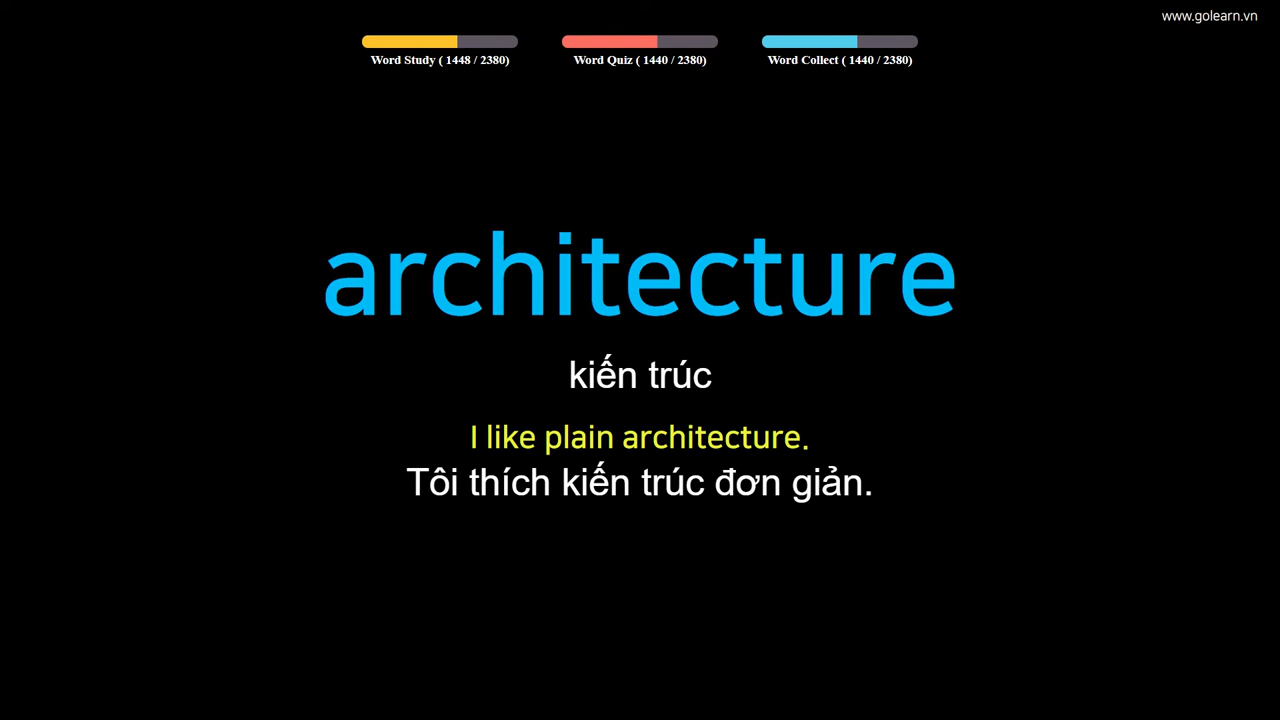 www.golearn.vn
Word Study ( 1448 / 2380)
Word Quiz ( 1440 / 2380)
Word Collect ( 1440 / 2380)
architecture
kiến trúc
I like plain architecture.
Tôi thích kiến trúc đơn giản.